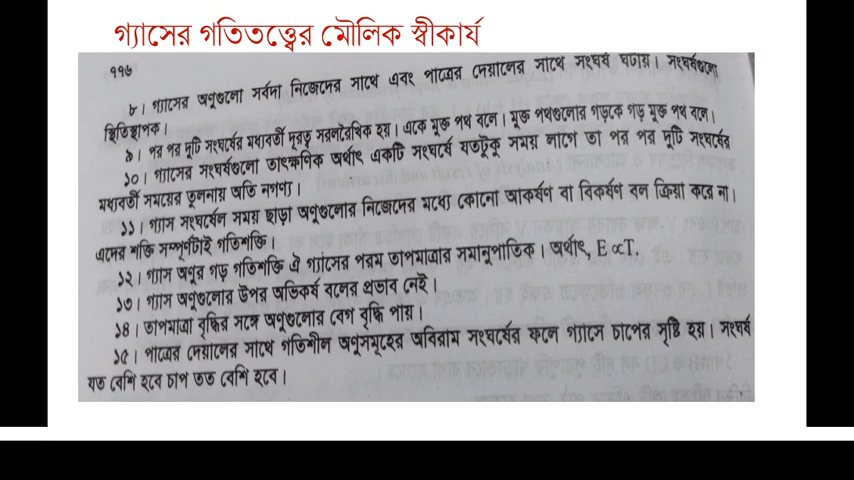 গ্যাসের গতিতত্ত্বের মৌলিক স্বীকার্য
১৭৬
৮। গ্যাসের অণুগুলো সর্বদা নিজেদের সাথে এবং পাত্রের দেয়ালের সাথে সংঘর্ষ ঘটায়। সংঘর্ষগুলো
স্থিতিস্থাপক।
৯। পর পর দুটি সংঘর্ষের মধ্যবর্তী দূরত্ব সরলরৈখিক হয়। একে মুক্ত পথ বলে। মুক্ত পথগুলোর গড়কে গড় মুক্ত পথ বলে।
১০। গ্যাসের সংঘর্ষগুলো তাৎক্ষণিক অর্থাৎ একটি সংঘর্ষে যতটুকু সময় লাগে তা পর পর দুটি সংঘর্ষের
মধ্যবর্তী সময়ের তুলনায় অতি নগণ্য।
১১। গ্যাস সংঘর্ষের সময় ছাড়া অণুগুলোর নিজেদের মধ্যে কোনো আকর্ষণ বা বিকর্ষণ বল ক্রিয়া করে না।
এদের শক্তি সম্পূর্ণটাই গতিশক্তি।
১২। গ্যাস অণুর গড় গতিশক্তি ঐ গ্যাসের পরম তাপমাত্রার সমানুপাতিক। অর্থাৎ, E ∝ T.
১৩। গ্যাস অণুগুলোর উপর অভিকর্ষ বলের প্রভাব নেই।
১৪। তাপমাত্রা বৃদ্ধির সঙ্গে অণুগুলোর বেগ বৃদ্ধি পায়।
১৫। পাত্রের দেয়ালের সাথে গতিশীল অণুসমূহের অবিরাম সংঘর্ষের ফলে গ্যাসে চাপের সৃষ্টি হয়। সংঘর্ষ
যত বেশি হবে চাপ তত বেশি হবে।